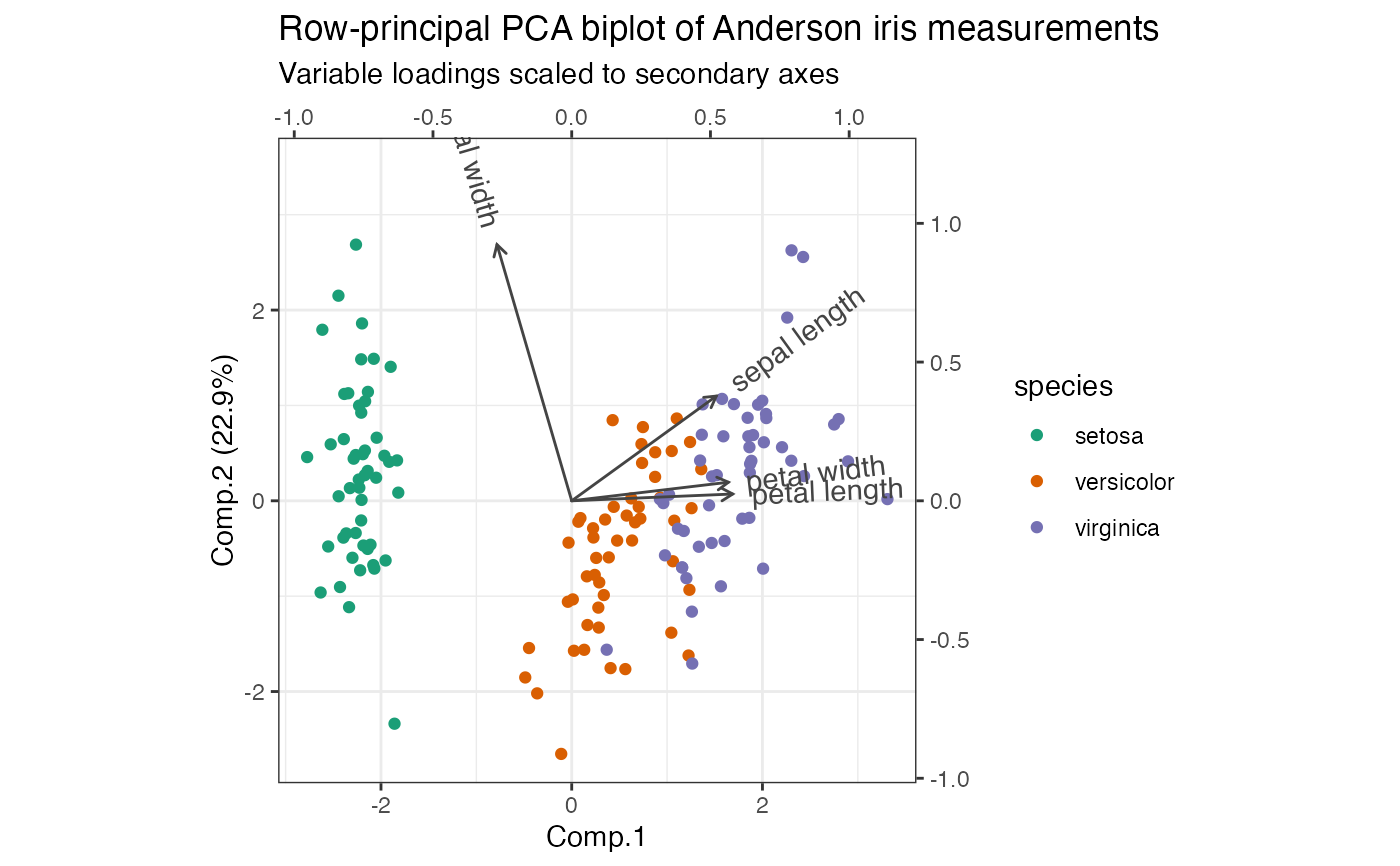 Row-principal PCA biplot of Anderson iris measurements
Variable loadings scaled to secondary axes
-1.0 -0.5 0.0 0.5 1.0
al width
1.0
sepal length
2
0.5
species
setosa
petal width
versicolor
petal length
0 0.0
virginica
Comp.2 (22.9%)
-0.5
-2
-1.0
-2 0 2
Comp.1